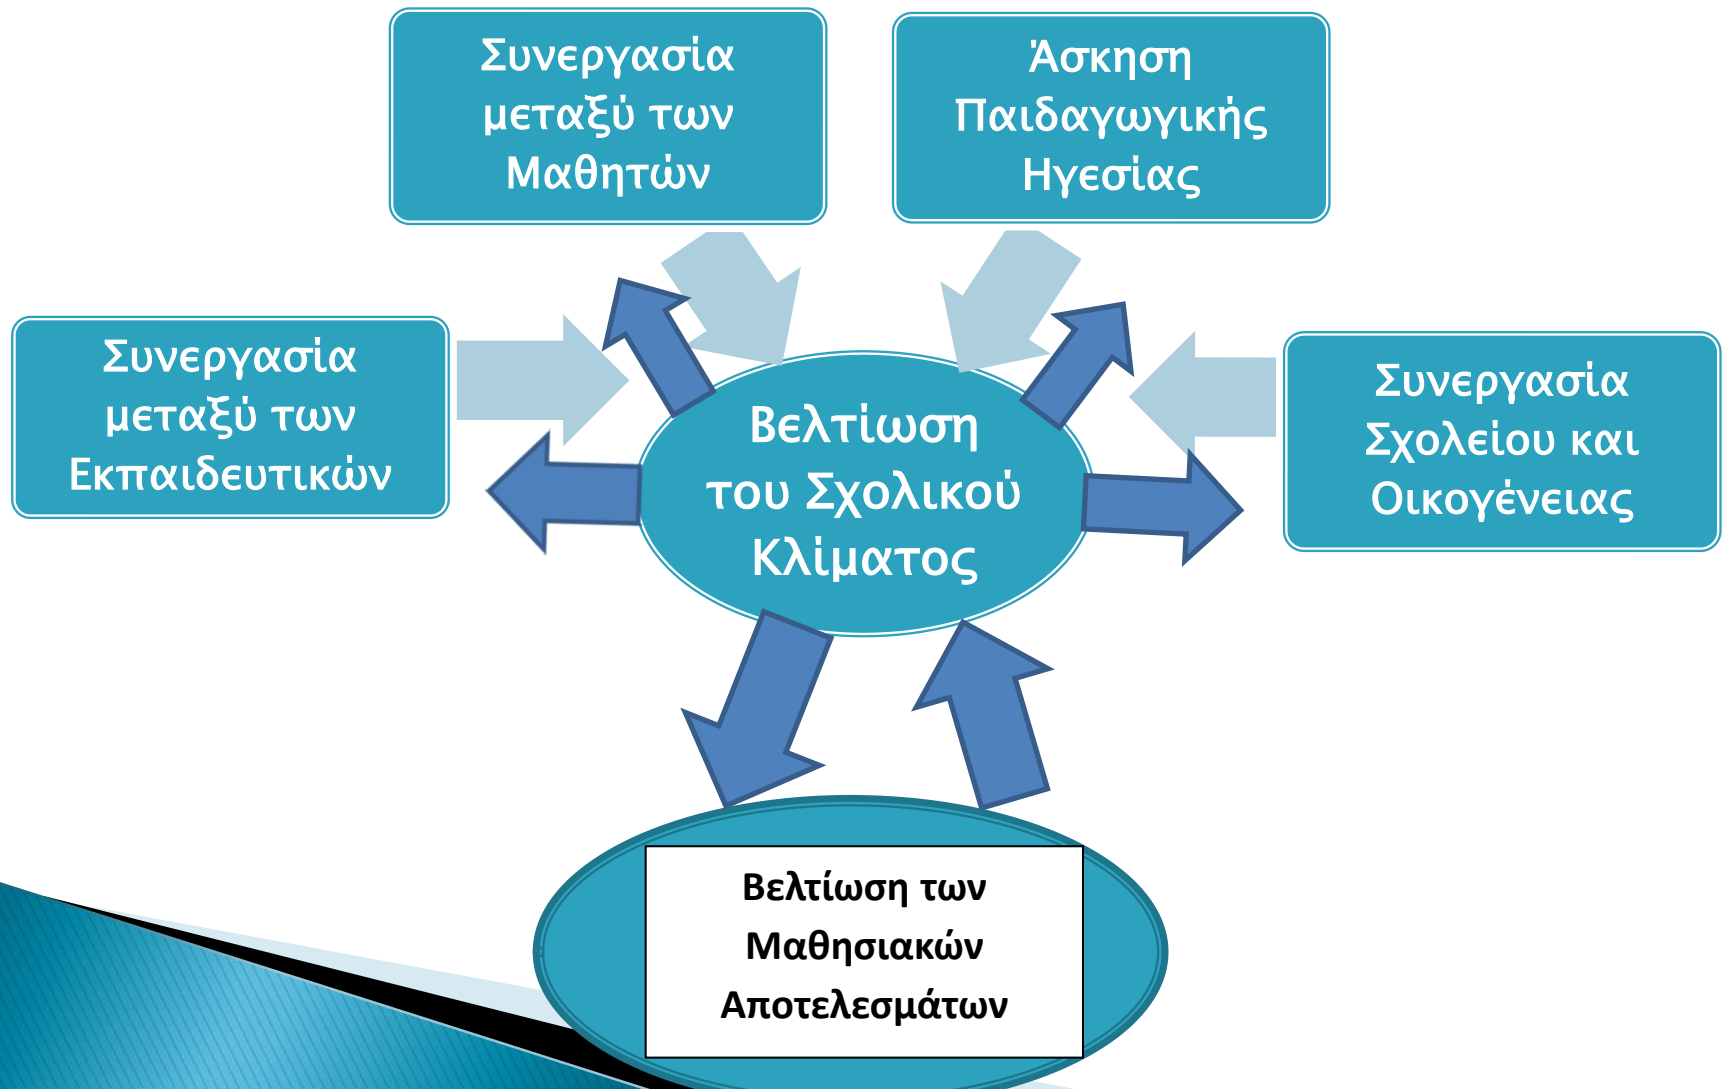 Συνεργασία
μεταξύ των
Μαθητών
Άσκηση
Παιδαγωγικής
Ηγεσίας
Συνεργασία
μεταξύ των
Εκπαιδευτικών
Βελτίωση
του Σχολικού
Κλίματος
Συνεργασία
Σχολείου και
Οικογένειας
Βελτίωση των
Μαθησιακών
Αποτελεσμάτων